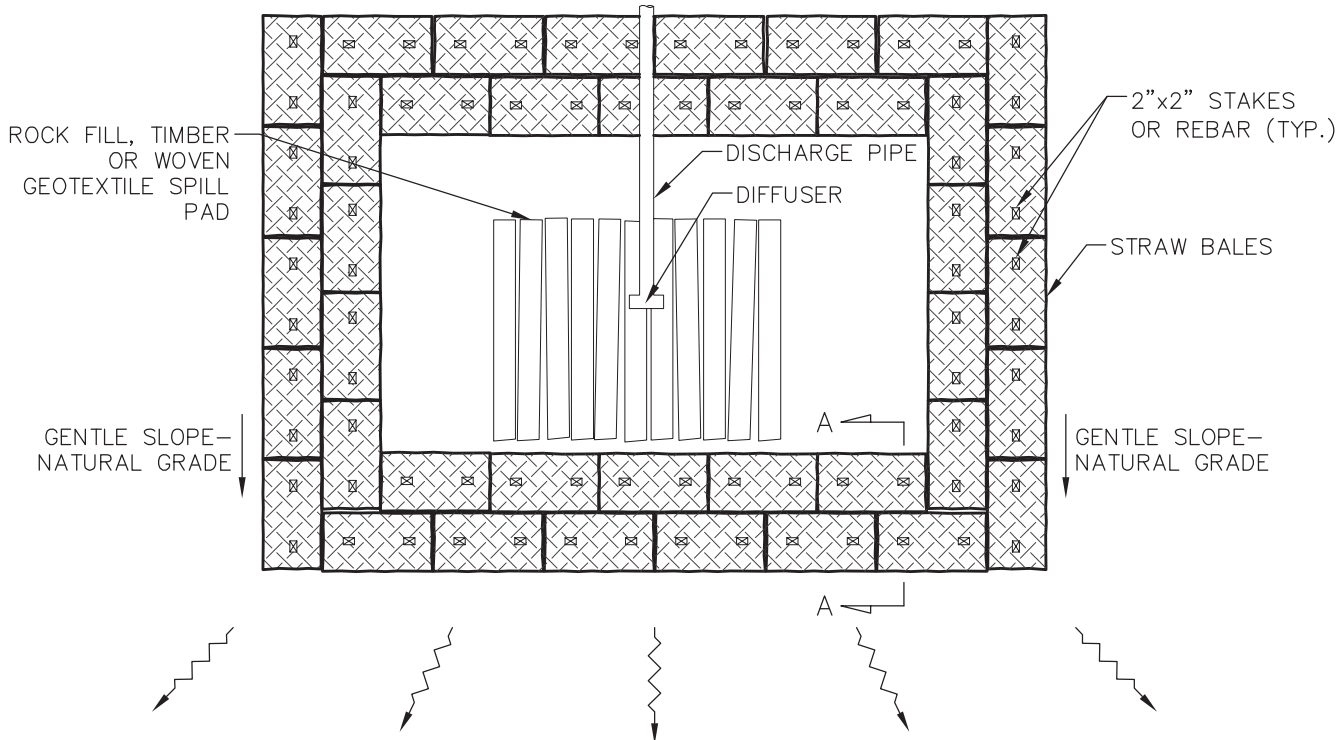 ROCK FILL, TIMBER
OR WOVEN
GEOTEXTILE SPILL
PAD
DISCHARGE PIPE
DIFFUSER
2"x2" STAKES
OR REBAR (TYP.)
STRAW BALES
GENTLE SLOPE–
NATURAL GRADE
A
GENTLE SLOPE–
NATURAL GRADE
A